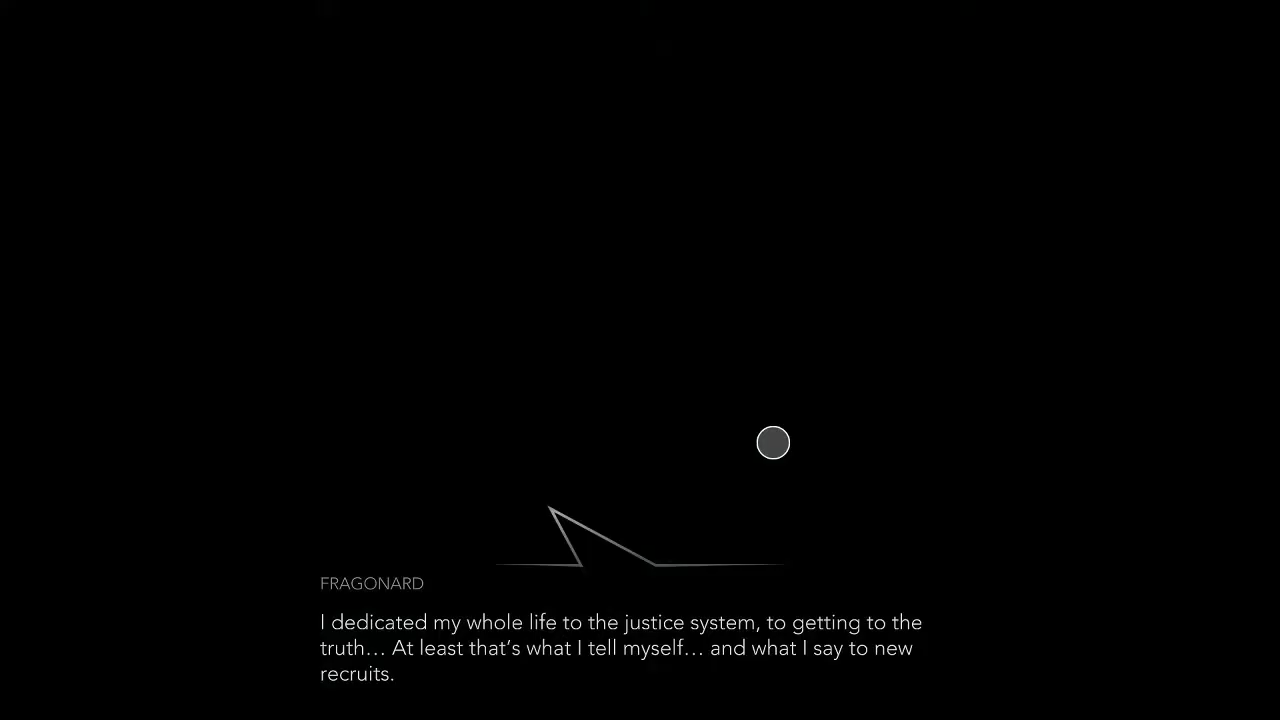 FRAGONARD
I dedicated my whole life to the justice system, to getting to the
truth… At least that’s what I tell myself… and what I say to new
recruits.